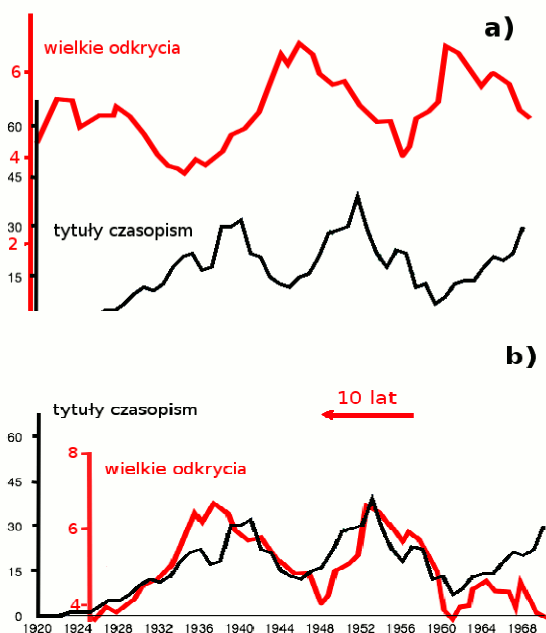 a)
wielkie odkrycia
6
60
4
45
30
tytuły czasopism
2
15
b)
10 lat
tytuły czasopism
60
8
wielkie odkrycia
45
6
30
15
4
0
1920 1924 1928 1932 1936 1940 1944 1948 1952 1956 1960 1964 1968